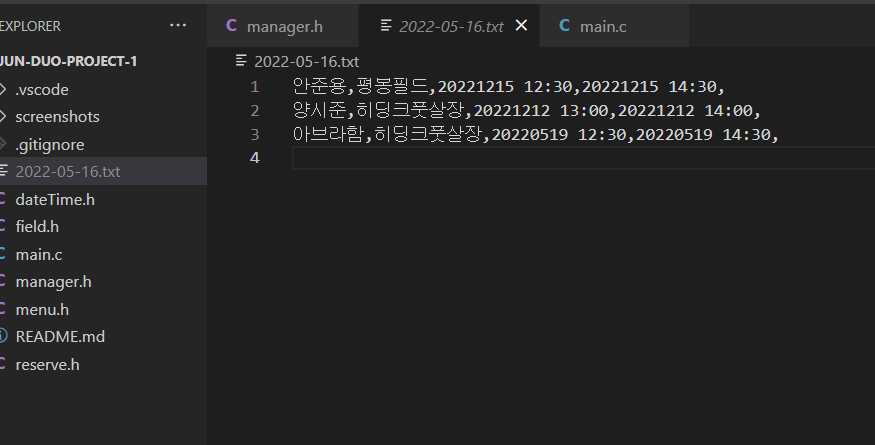 EXPLORER
···
JUN-DUO-PROJECT-1
.vscode
screenshots
.gitignore
2022-05-16.txt
C dateTime.h
C field.h
C main.c
C manager.h
C menu.h
README.md
C reserve.h
C manager.h
2022-05-16.txt
C main.c
2022-05-16.txt
1 안준용,평봉필드,20221215 12:30,20221215 14:30,
2 양시준,히딩크풋살장,20221212 13:00,20221212 14:00,
3 아브라함,히딩크풋살장,20220519 12:30,20220519 14:30,
4